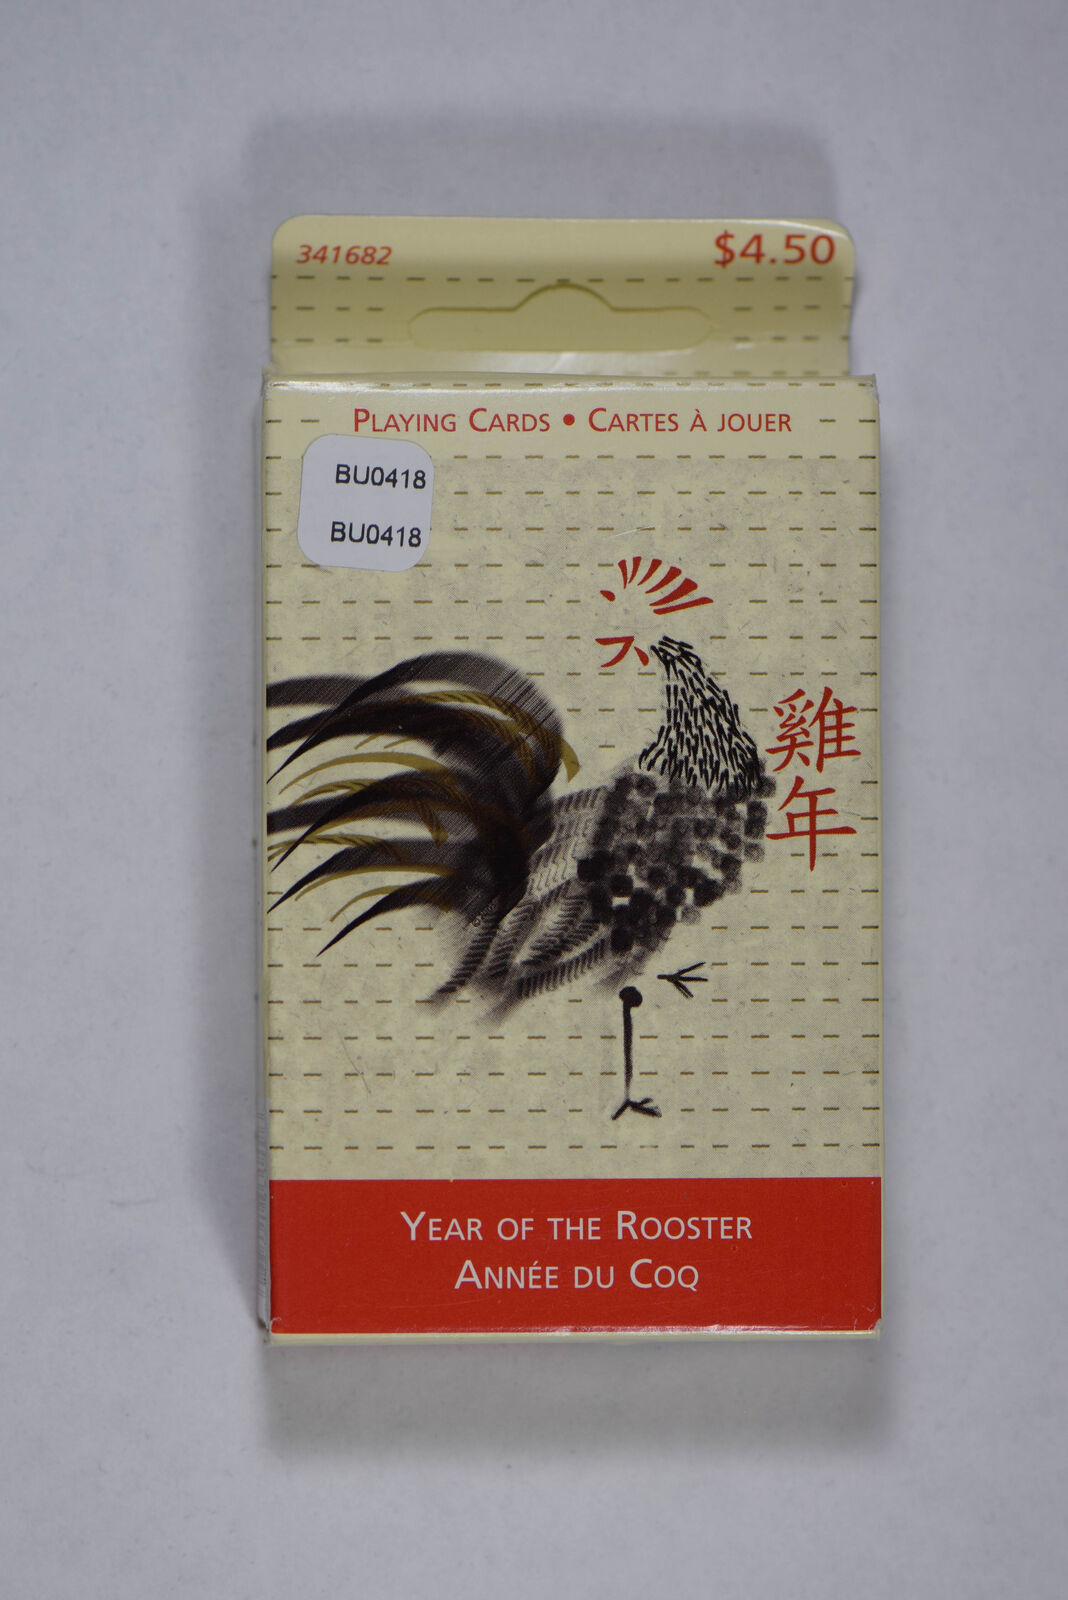 341682
$4.50
PLAYING CARDS • CARTES À JOUER
BU0418
BU0418
雞
年
YEAR OF THE ROOSTER
ANNÉE DU COQ